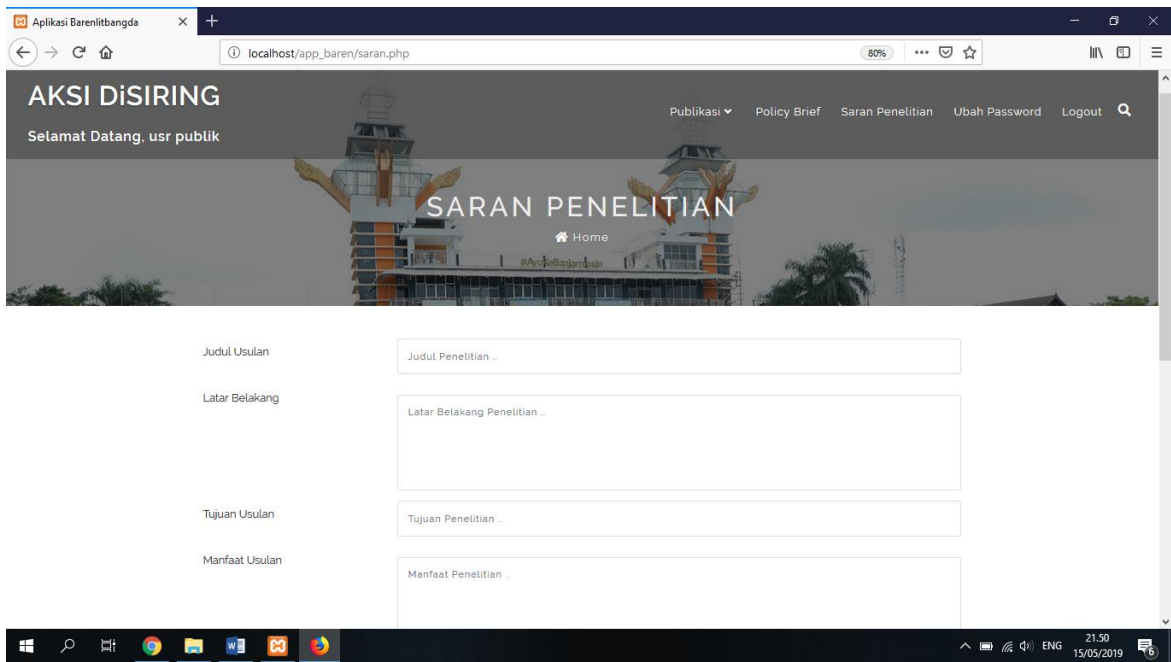 Aplikasi Barenlitbangda
localhost/app_baren/saran.php
80%
AKSI DiSIRING
Selamat Datang, usr publik
Publikasi Policy Brief Saran Penelitian Ubah Password Logout
SARAN PENELITIAN
Home
#AyoKeBanjarmasin
Judul Usulan
Judul Penelitian ..
Latar Belakang
Latar Belakang Penelitian ..
Tujuan Usulan
Tujuan Penelitian ..
Manfaat Usulan
Manfaat Penelitian ..
ENG
21.50
15/05/2019
6